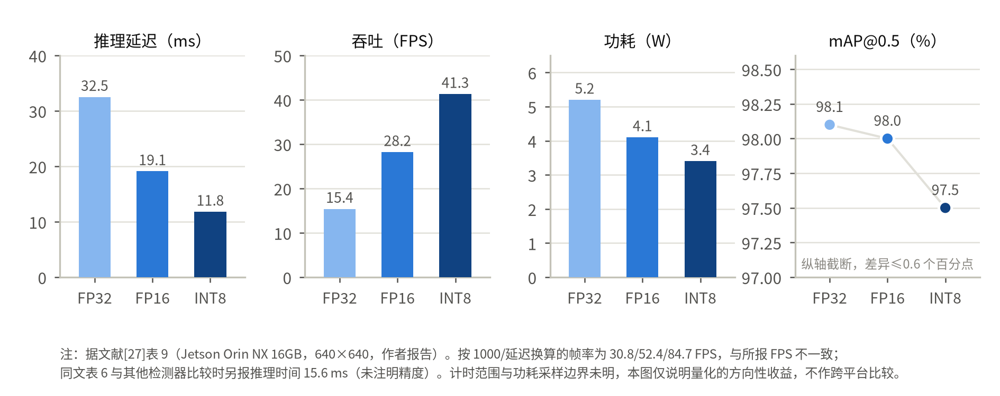 推理延迟（ms）
40
30
20
10
0
32.5
19.1
11.8
FP32
FP16
INT8
吞吐（FPS）
50
40
30
20
10
0
15.4
28.2
41.3
FP32
FP16
INT8
功耗（W）
6
5
4
3
2
1
0
5.2
4.1
3.4
FP32
FP16
INT8
mAP@0.5（%）
98.50
98.25
98.00
97.75
97.50
97.25
97.00
98.1
98.0
97.5
纵轴截断，差异≤0.6 个百分点
FP32
FP16
INT8
注：据文献[27]表 9（Jetson Orin NX 16GB，640×640，作者报告）。按 1000/延迟换算的帧率为 30.8/52.4/84.7 FPS，与所报 FPS 不一致；
同文表 6 与其他检测器比较时另报推理时间 15.6 ms（未注明精度）。计时范围与功耗采样边界未明，本图仅说明量化的方向性收益，不作跨平台比较。